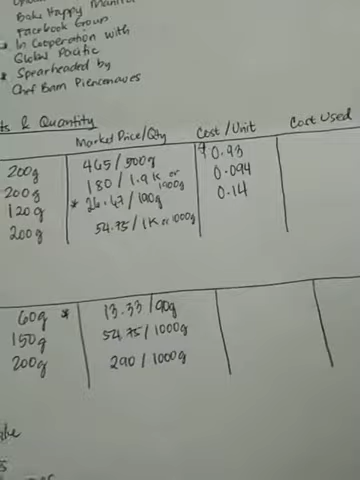 Bake Happy Manila
Facebook Group
In Cooperation with
Global Pacific
* Spearheaded by
Chef Bam Piencenaves
ts & Quantity
Market Price/Qty
Cost/Unit
Cost Used
200g 465/500g 0.93
200g 180/1.9K or 1900g 0.094
120g * 26.67/190g 0.14
200g 54.75/1K or 1000g
60g * 13.33/90g
150g 54.75/1000g
200g 290/1000g